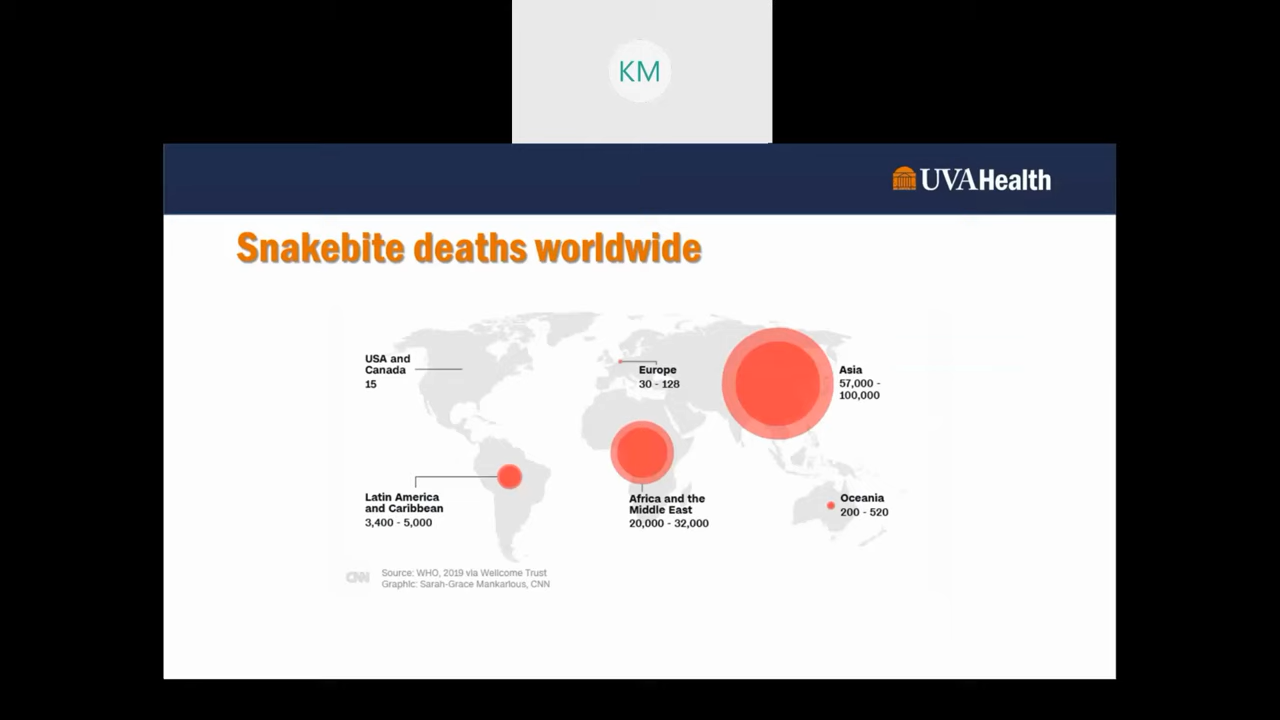 KM
UVAHealth
Snakebite deaths worldwide
USA and
Canada
15
Europe
30 - 128
Asia
57,000 -
100,000
Latin America
and Caribbean
3,400 - 5,000
Africa and the
Middle East
20,000 - 32,000
Oceania
200 - 520
CNN
Source: WHO, 2019 via Wellcome Trust
Graphic: Sarah-Grace Mankarious, CNN